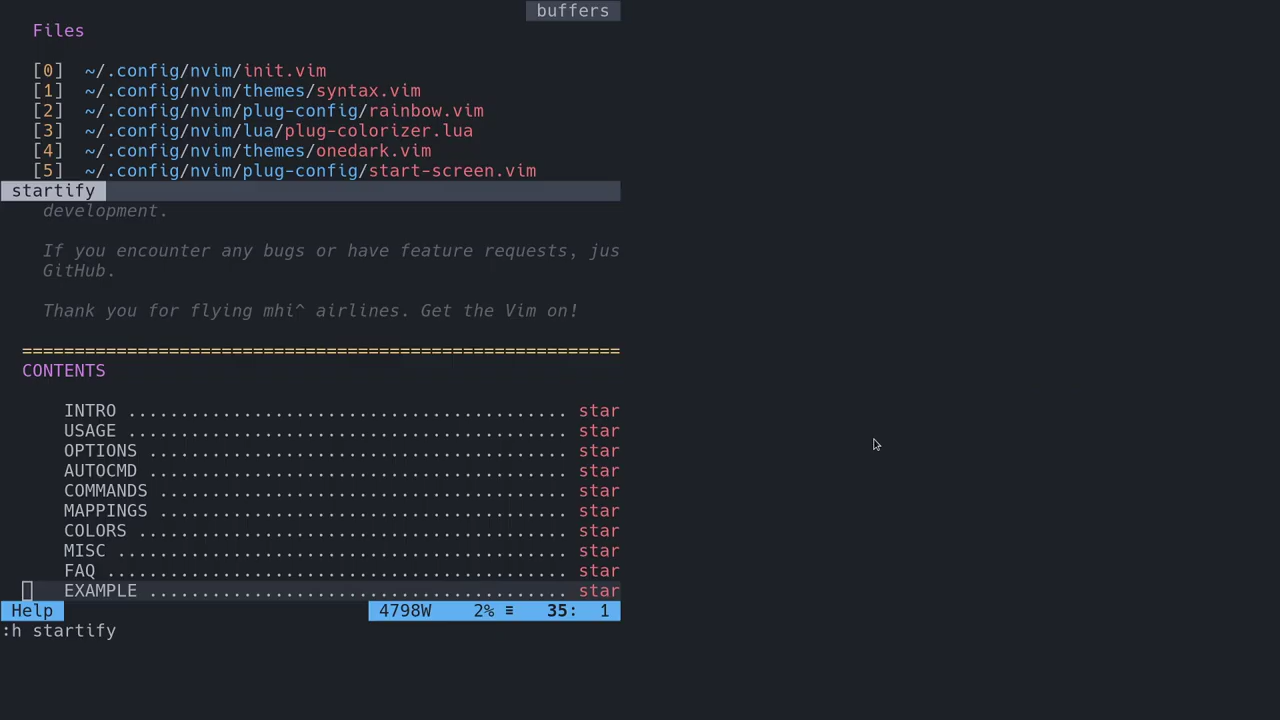 buffers
Files
[0] ~/.config/nvim/init.vim
[1] ~/.config/nvim/themes/syntax.vim
[2] ~/.config/nvim/plug-config/rainbow.vim
[3] ~/.config/nvim/lua/plug-colorizer.lua
[4] ~/.config/nvim/themes/onedark.vim
[5] ~/.config/nvim/plug-config/start-screen.vim
startify
development.
If you encounter any bugs or have feature requests, jus
GitHub.
Thank you for flying mhi^ airlines. Get the Vim on!
=========================================================
CONTENTS
INTRO .......................................... star
USAGE .......................................... star
OPTIONS ........................................ star
AUTOCMD ........................................ star
COMMANDS ....................................... star
MAPPINGS ....................................... star
COLORS ......................................... star
MISC ........................................... star
FAQ ............................................ star
EXAMPLE ........................................ star
Help 4798W 2% ≡ 35: 1
:h startify